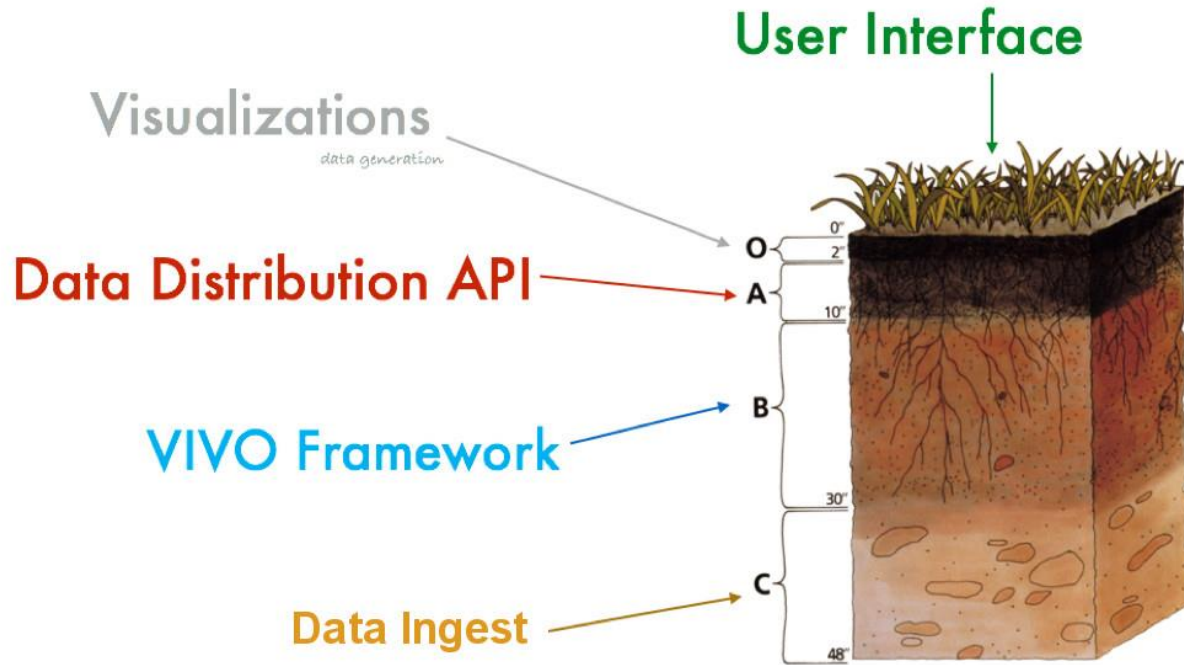 User Interface
Visualizations
data generation
0"
O
2"
Data Distribution API
A
10"
B
VIVO Framework
30"
C
Data Ingest
48"